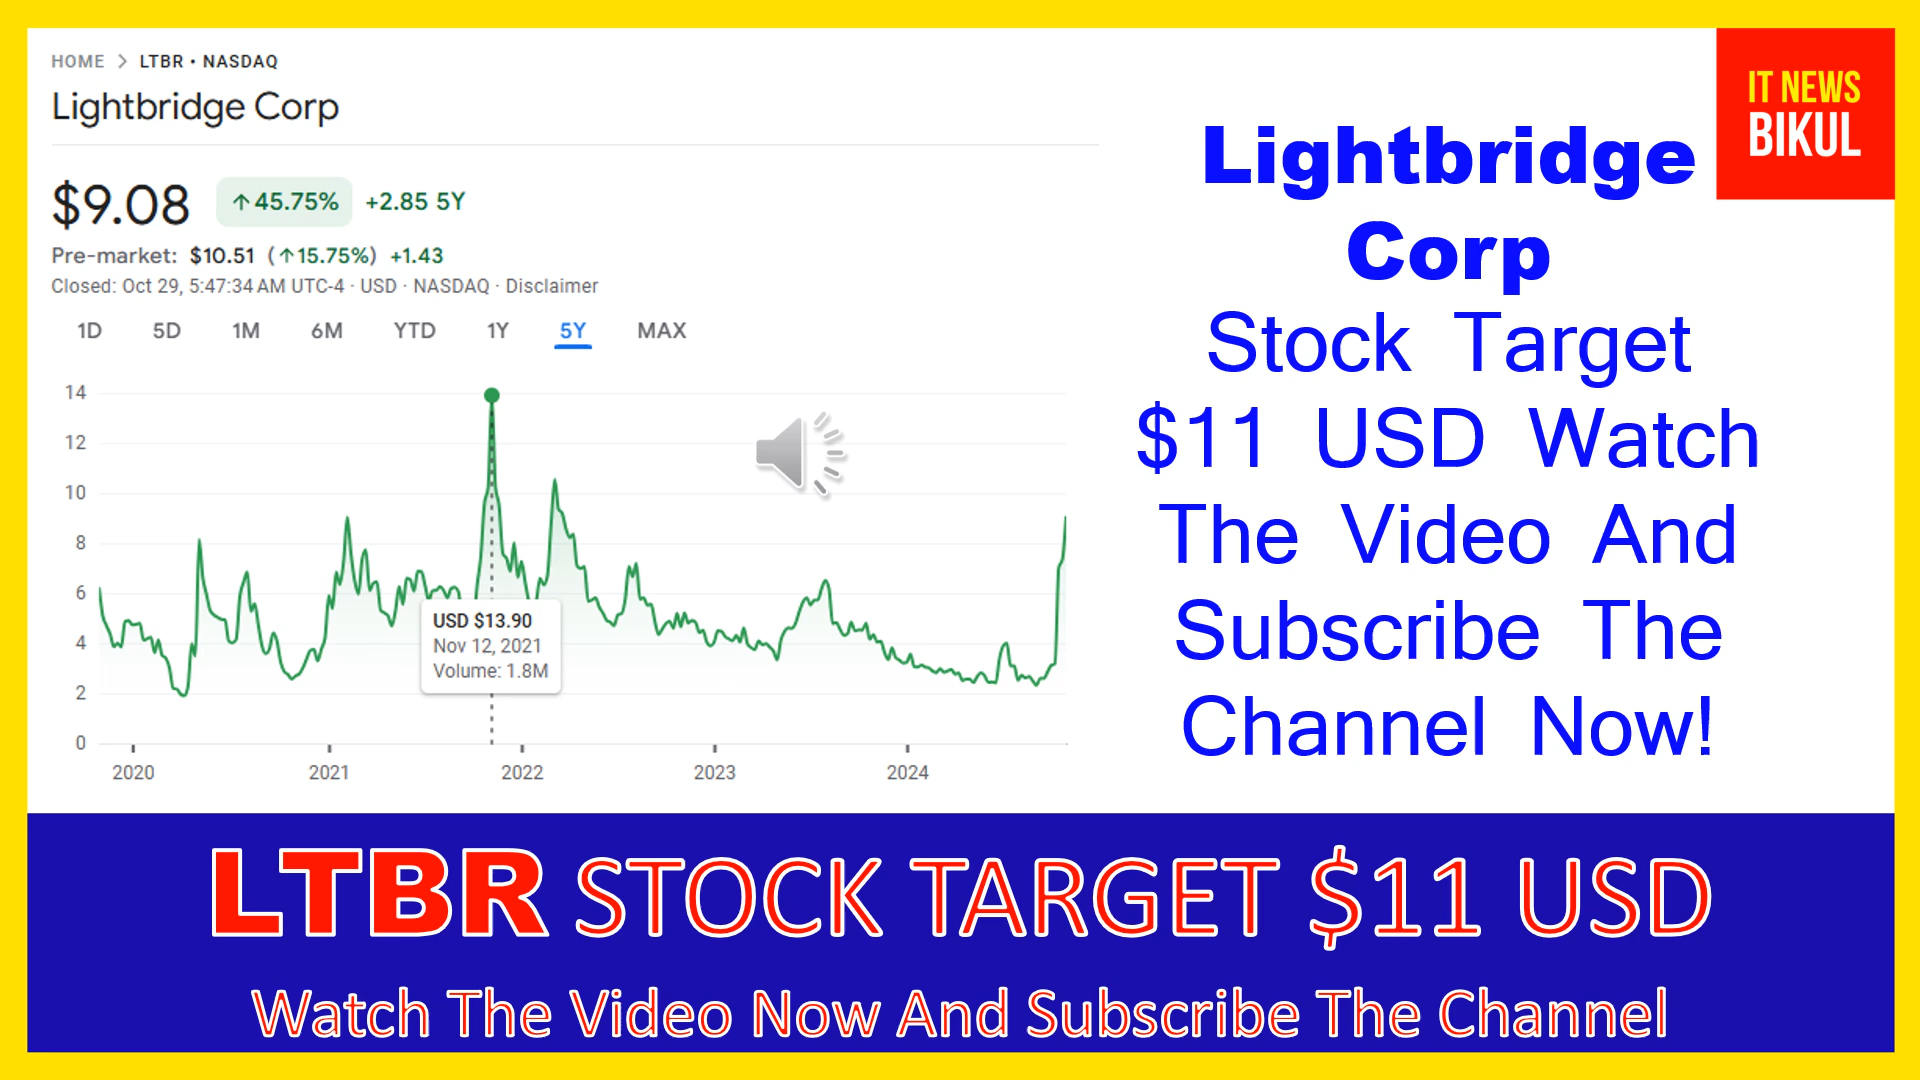 HOME > LTBR • NASDAQ
Lightbridge Corp
$9.08 ↑45.75% +2.85 5Y
Pre-market: $10.51 (↑15.75%) +1.43
Closed: Oct 29, 5:47:34 AM UTC-4 · USD · NASDAQ · Disclaimer
1D 5D 1M 6M YTD 1Y 5Y MAX
14
12
10
8
6
4
2
0
USD $13.90
Nov 12, 2021
Volume: 1.8M
2020 2021 2022 2023 2024
IT NEWS
BIKUL
Lightbridge
Corp
Stock Target
$11 USD Watch
The Video And
Subscribe The
Channel Now!
LTBR STOCK TARGET $11 USD
Watch The Video Now And Subscribe The Channel